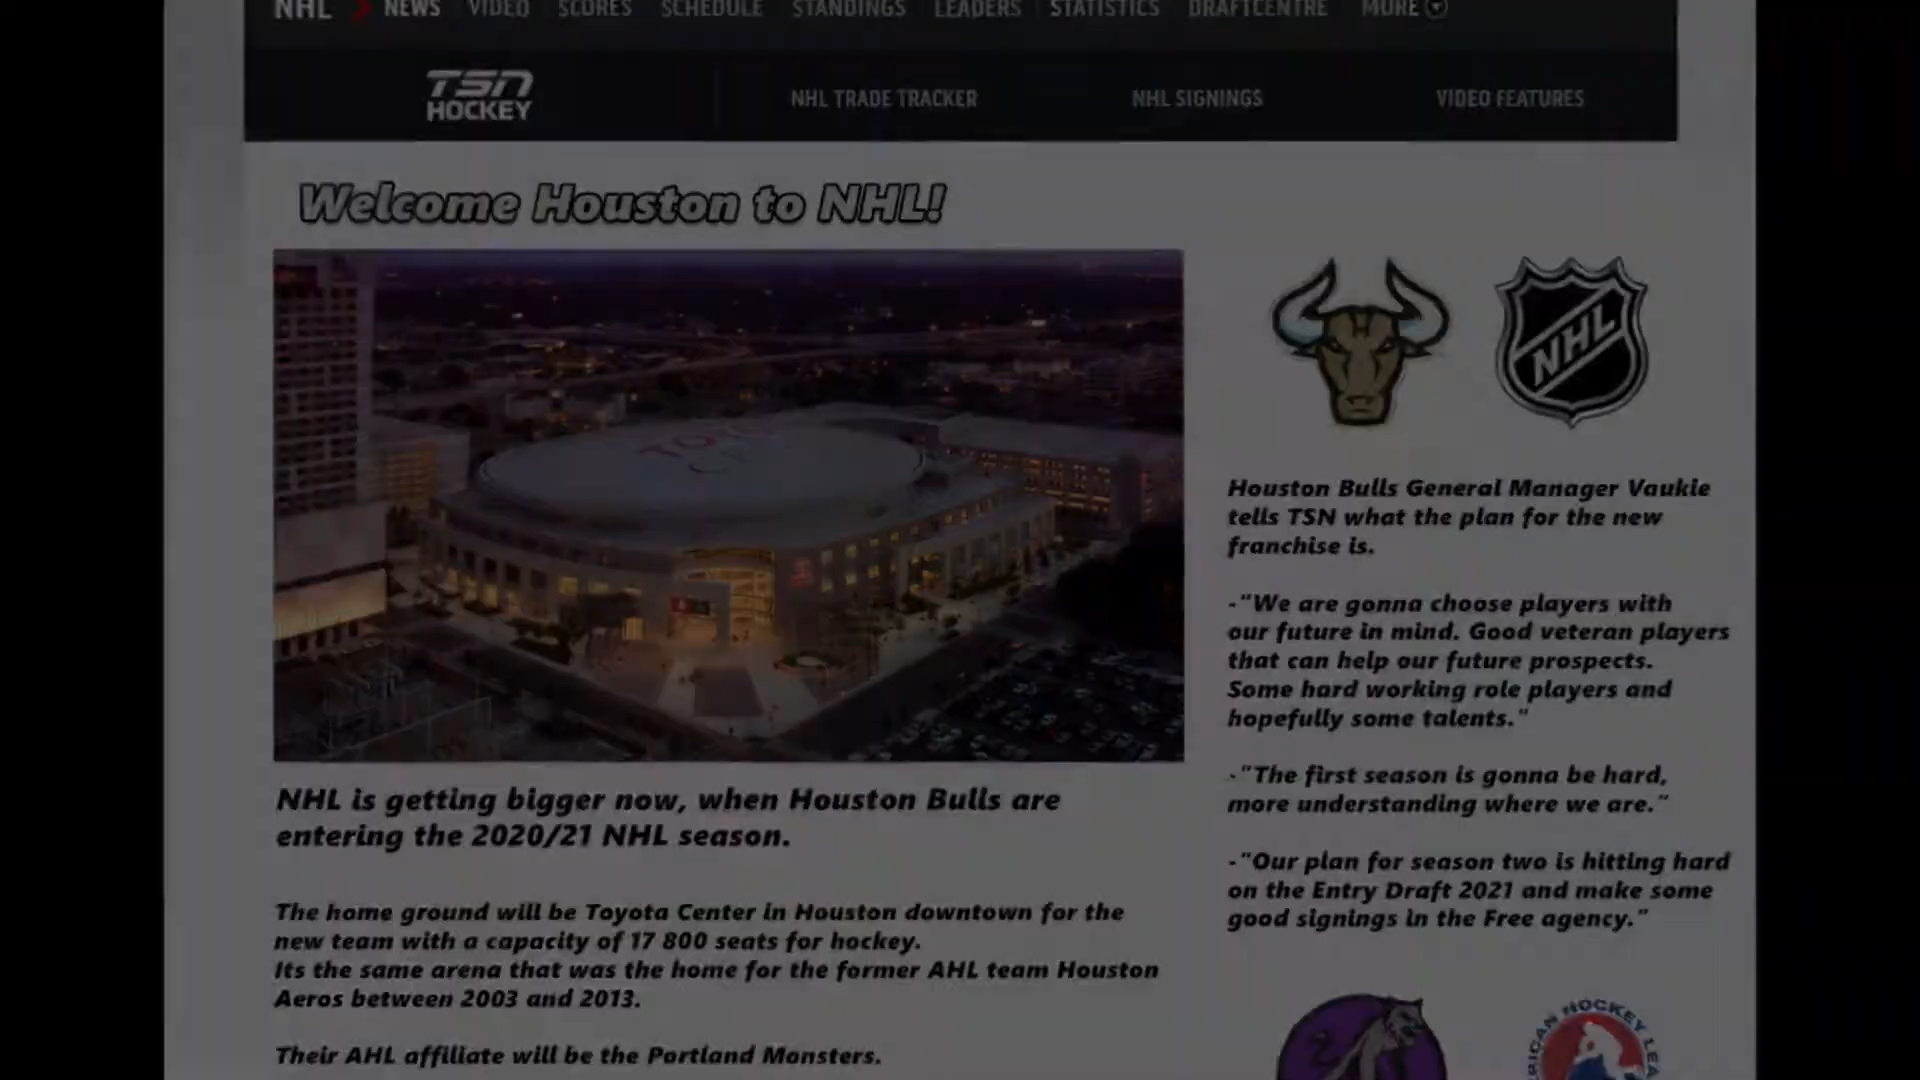 NHL NEWS VIDEO SCORES SCHEDULE STANDINGS LEADERS STATISTICS DRAFTCENTRE MORE
TSN
HOCKEY
NHL TRADE TRACKER NHL SIGNINGS VIDEO FEATURES
Welcome Houston to NHL!
NHL
NHL is getting bigger now, when Houston Bulls are
entering the 2020/21 NHL season.
The home ground will be Toyota Center in Houston downtown for the
new team with a capacity of 17 800 seats for hockey.
Its the same arena that was the home for the former AHL team Houston
Aeros between 2003 and 2013.
Their AHL affiliate will be the Portland Monsters.
Houston Bulls General Manager Vaukie
tells TSN what the plan for the new
franchise is.
-"We are gonna choose players with
our future in mind. Good veteran players
that can help our future prospects.
Some hard working role players and
hopefully some talents."
-"The first season is gonna be hard,
more understanding where we are."
-"Our plan for season two is hitting hard
on the Entry Draft 2021 and make some
good signings in the Free agency."
RICAN HOCKEY LEA